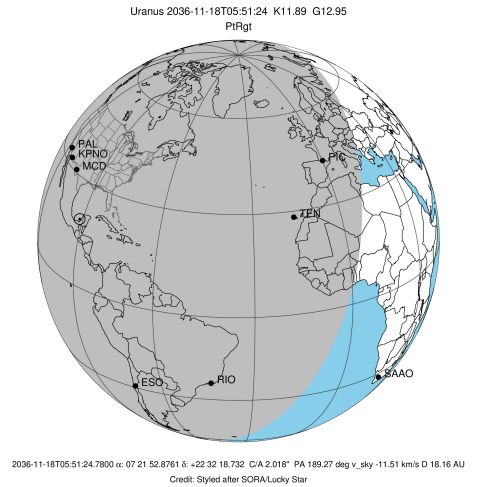 Uranus 2036-11-18T05:51:24 K11.89 G12.95
PtRgt
PAL
KPNO
MCD
PIC
TEN
ESO
RIO
SAAO
2036-11-18T05:51:24.7800 α: 07 21 52.8761 δ: +22 32 18.732 C/A 2.018" PA 189.27 deg v_sky -11.51 km/s D 18.16 AU
Credit: Styled after SORA/Lucky Star